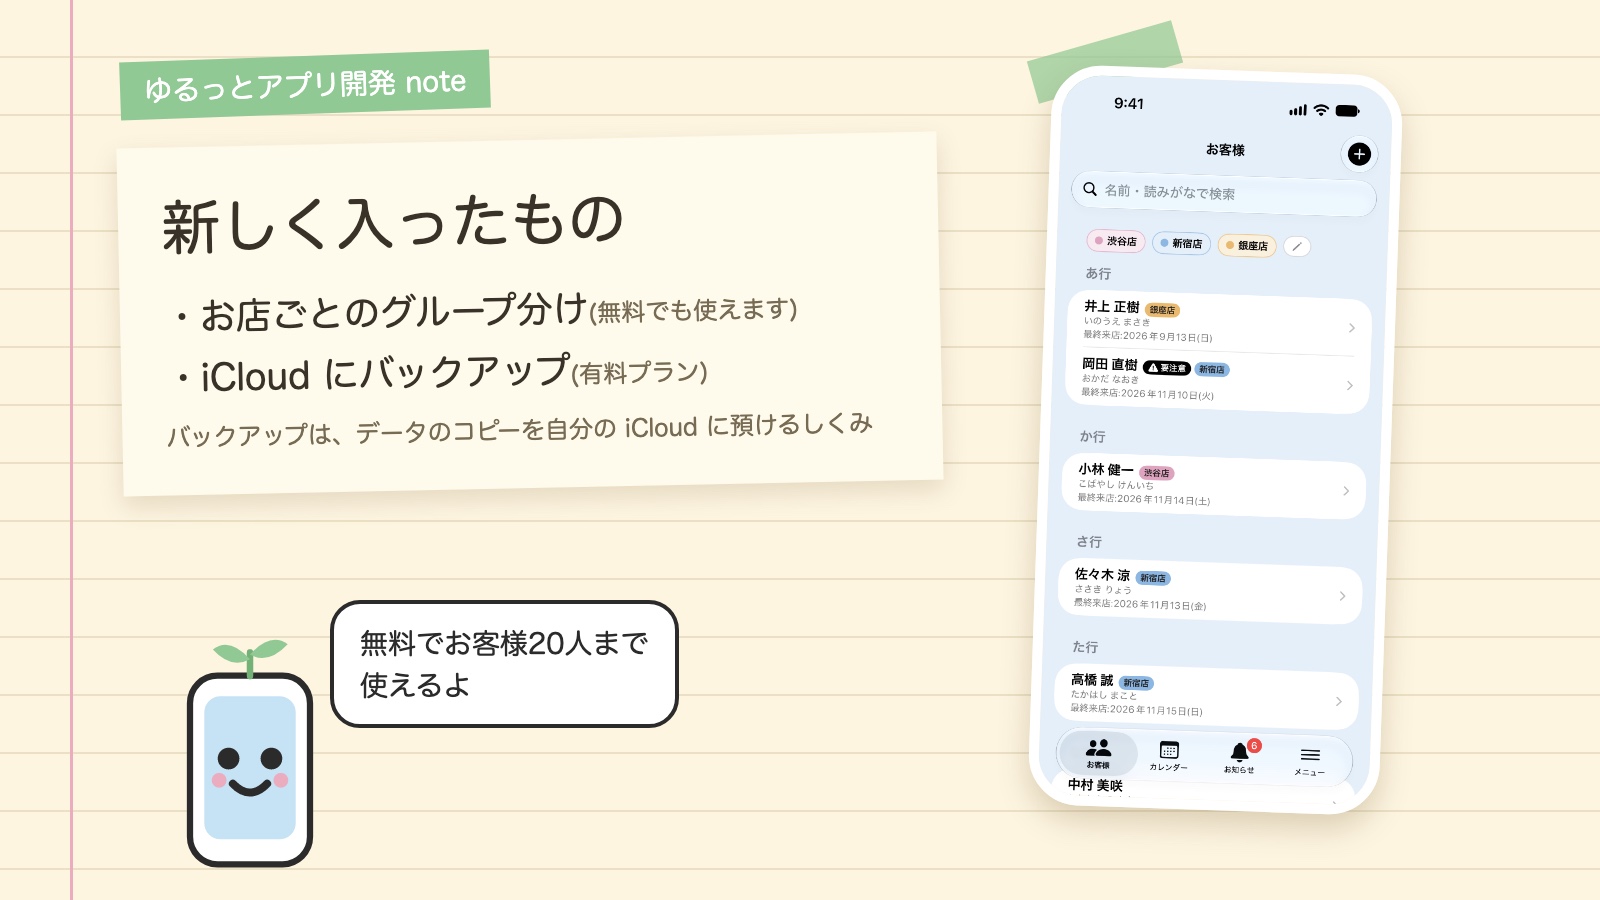 ゆるっとアプリ開発 note
新しく入ったもの
・お店ごとのグループ分け(無料でも使えます)
・iCloud にバックアップ(有料プラン)
バックアップは、データのコピーを自分の iCloud に預けるしくみ
無料でお客様20人まで
使えるよ
9:41
お客様
名前・読みがなで検索
渋谷店 新宿店 銀座店
あ行
井上 正樹 銀座店
いのうえ まさき
最終来店:2026年9月13日(日)
岡田 直樹 要注意 新宿店
おかだ なおき
最終来店:2026年11月10日(火)
か行
小林 健一 渋谷店
こばやし けんいち
最終来店:2026年11月14日(土)
さ行
佐々木 涼 新宿店
ささき りょう
最終来店:2026年11月13日(金)
た行
高橋 誠 新宿店
たかはし まこと
最終来店:2026年11月15日(日)
6
お客様 カレンダー お知らせ メニュー
中村 美咲